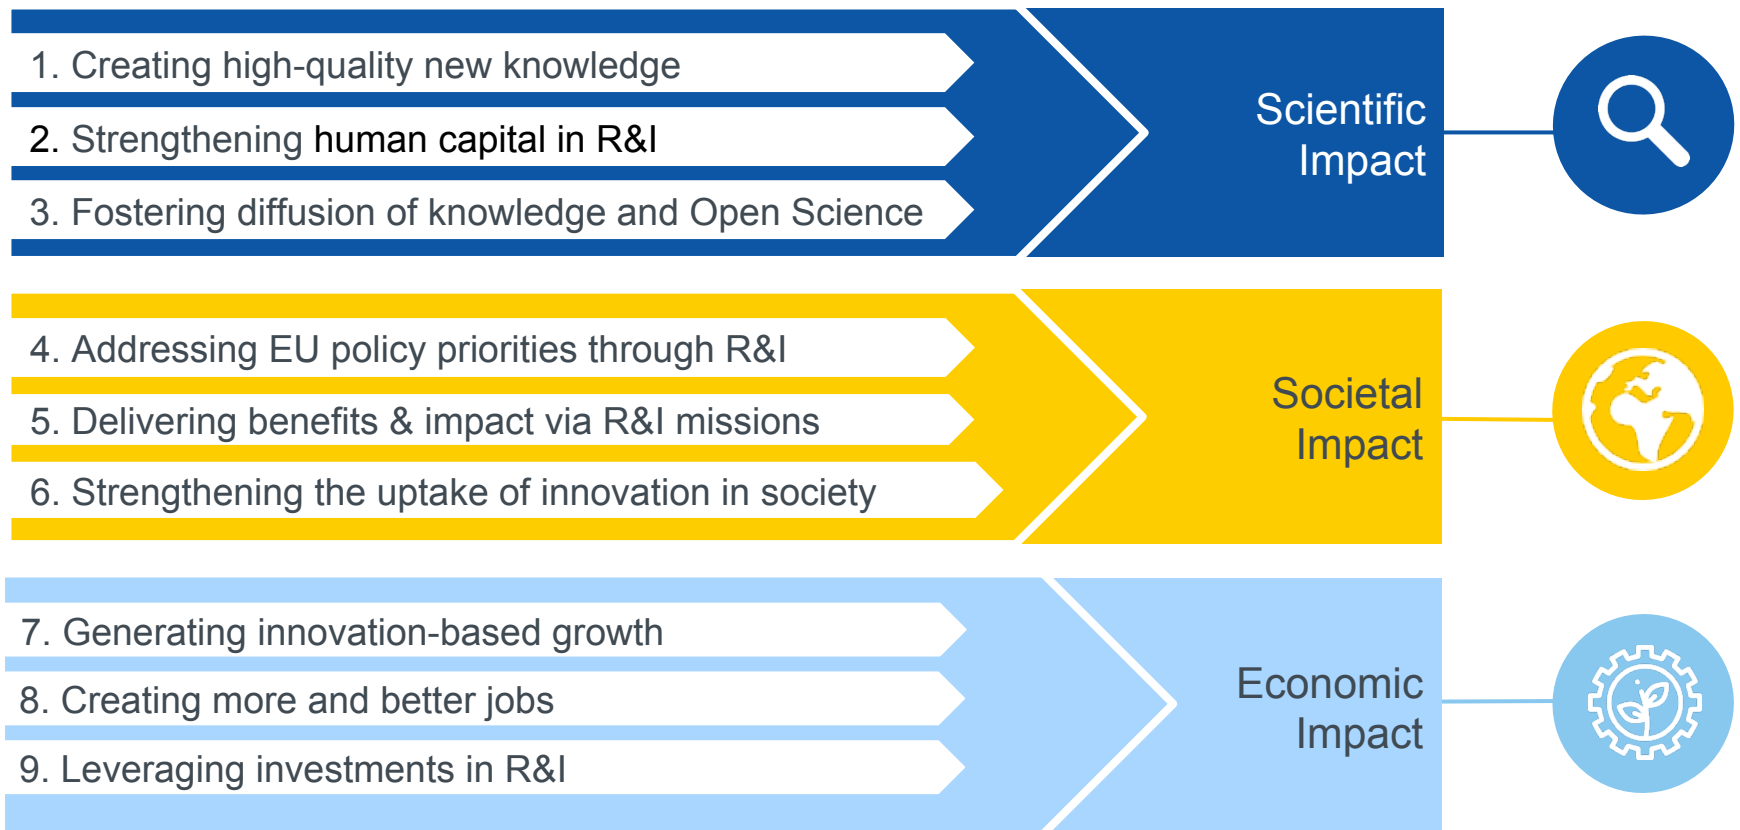 1. Creating high-quality new knowledge
2. Strengthening human capital in R&I
3. Fostering diffusion of knowledge and Open Science
Scientific
Impact
4. Addressing EU policy priorities through R&I
5. Delivering benefits & impact via R&I missions
6. Strengthening the uptake of innovation in society
Societal
Impact
7. Generating innovation-based growth
8. Creating more and better jobs
9. Leveraging investments in R&I
Economic
Impact